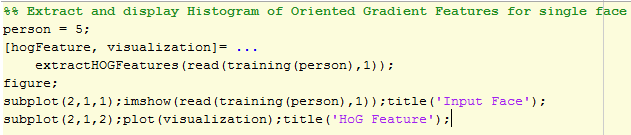 %% Extract and display Histogram of Oriented Gradient Features for single face
person = 5;
[hogFeature, visualization]= ...
    extractHOGFeatures(read(training(person),1));
figure;
subplot(2,1,1);imshow(read(training(person),1));title('Input Face');
subplot(2,1,2);plot(visualization);title('HoG Feature');